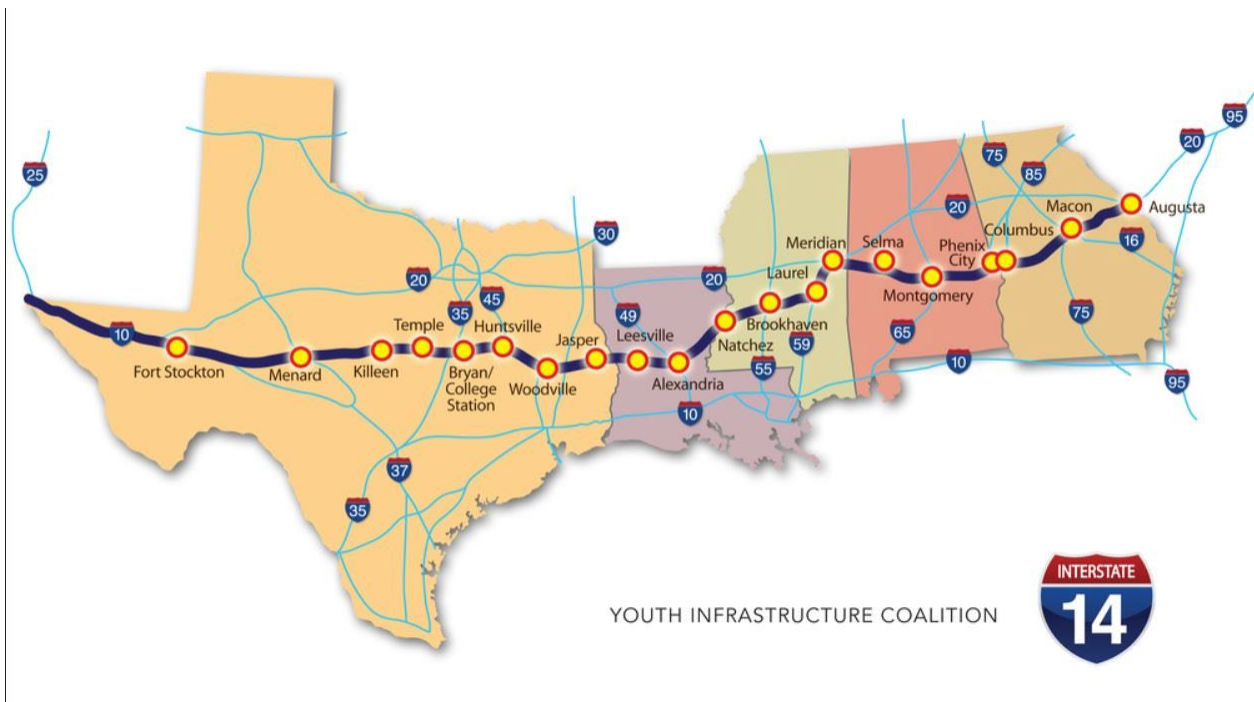 95
20
25
75
85
20
Macon
Augusta
Columbus
16
30
Meridian
Selma
Phenix
City
Laurel
20
20
45
35
49
Montgomery
75
10
Temple
Huntsville
Jasper
Leesville
Brookhaven
Natchez
59
65
10
Fort Stockton
Menard
Killeen
Bryan/
College
Station
Woodville
Alexandria
55
95
10
37
35
INTERSTATE
14
YOUTH INFRASTRUCTURE COALITION